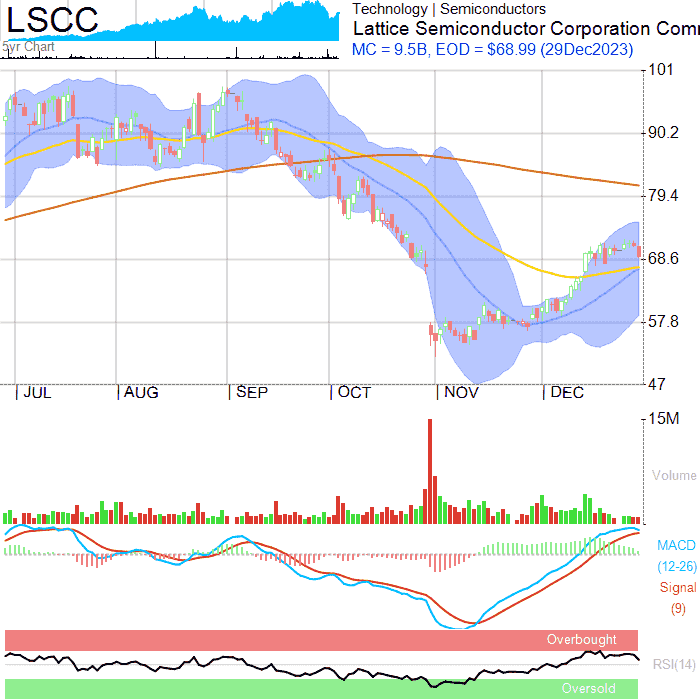 LSCC
5yr Chart
Technology | Semiconductors
Lattice Semiconductor Corporation Com
MC = 9.5B, EOD = $68.99 (29Dec2023)
101
90.2
79.4
68.6
57.8
47
JUL AUG SEP OCT NOV DEC
15M
Volume
MACD
(12-26)
Signal
(9)
Overbought
RSI(14)
Oversold